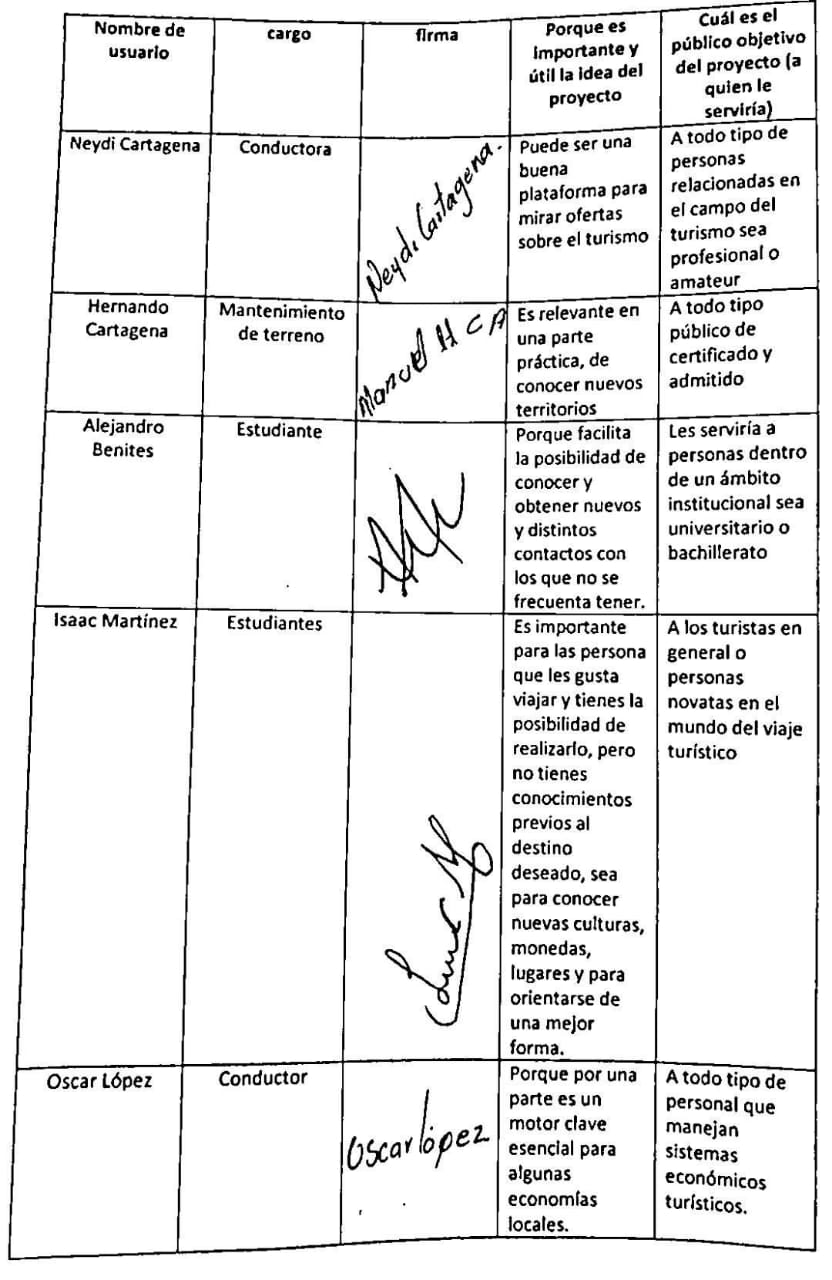 Nombre de
usuario
cargo
firma
Porque es
importante y
útil la idea del
proyecto
Cuál es el
público objetivo
del proyecto (a
quien le
serviría)
Neydi Cartagena
Conductora
Neydi Cartagena.
Puede ser una
buena
plataforma para
mirar ofertas
sobre el turismo
A todo tipo de
personas
relacionadas en
el campo del
turismo sea
profesional o
amateur
Hernando
Cartagena
Mantenimiento
de terreno
Manuel H C A
Es relevante en
una parte
práctica, de
conocer nuevos
territorios
A todo tipo
público de
certificado y
admitido
Alejandro
Benites
Estudiante
Porque facilita
la posibilidad de
conocer y
obtener nuevos
y distintos
contactos con
los que no se
frecuenta tener.
Les serviría a
personas dentro
de un ámbito
institucional sea
universitario o
bachillerato
Isaac Martínez
Estudiantes
Es importante
para las persona
que les gusta
viajar y tienes la
posibilidad de
realizarlo, pero
no tienes
conocimientos
previos al
destino
deseado, sea
para conocer
nuevas culturas,
monedas,
lugares y para
orientarse de
una mejor
forma.
A los turistas en
general o
personas
novatas en el
mundo del viaje
turístico
Oscar López
Conductor
Oscar lópez
Porque por una
parte es un
motor clave
esencial para
algunas
economías
locales.
A todo tipo de
personal que
manejan
sistemas
económicos
turísticos.